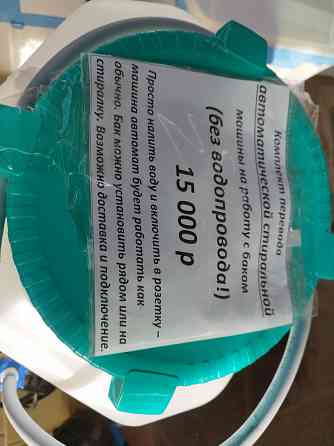 Комплект перевода
автоматической стиральной
машины на работу с баком
(без водопровода!)
15 000 р
Просто налить воду и включить в розетку –
машина автомат будет работать как
обычно. Бак можно установить рядом или на
стиралку. Возможно доставка и подключение.